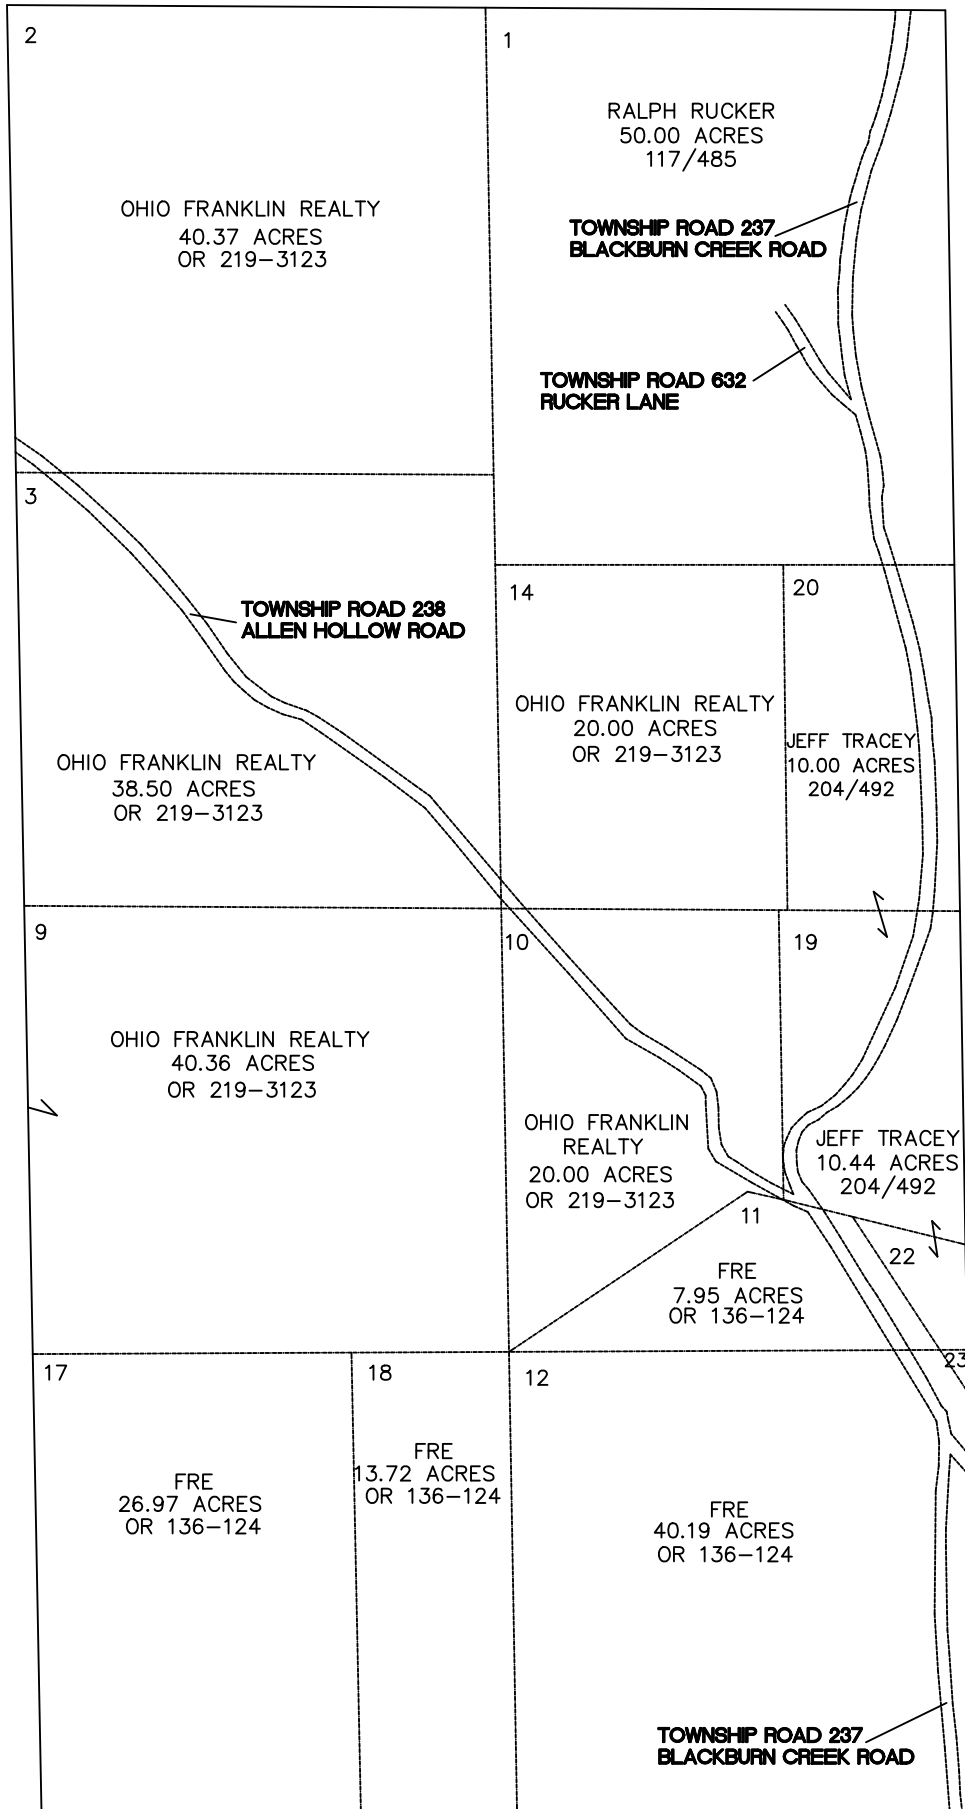 2
1
RALPH RUCKER
50.00 ACRES
117/485
OHIO FRANKLIN REALTY
40.37 ACRES
OR 219-3123
TOWNSHIP ROAD 237
BLACKBURN CREEK ROAD
TOWNSHIP ROAD 632
RUCKER LANE
3
14
20
TOWNSHIP ROAD 238
ALLEN HOLLOW ROAD
OHIO FRANKLIN REALTY
20.00 ACRES
OR 219-3123
JEFF TRACEY
10.00 ACRES
204/492
OHIO FRANKLIN REALTY
38.50 ACRES
OR 219-3123
9
10
19
OHIO FRANKLIN REALTY
40.36 ACRES
OR 219-3123
OHIO FRANKLIN
REALTY
20.00 ACRES
OR 219-3123
JEFF TRACEY
10.44 ACRES
204/492
11
22
FRE
7.95 ACRES
OR 136-124
23
17
18
12
FRE
13.72 ACRES
OR 136-124
FRE
26.97 ACRES
OR 136-124
FRE
40.19 ACRES
OR 136-124
TOWNSHIP ROAD 237
BLACKBURN CREEK ROAD